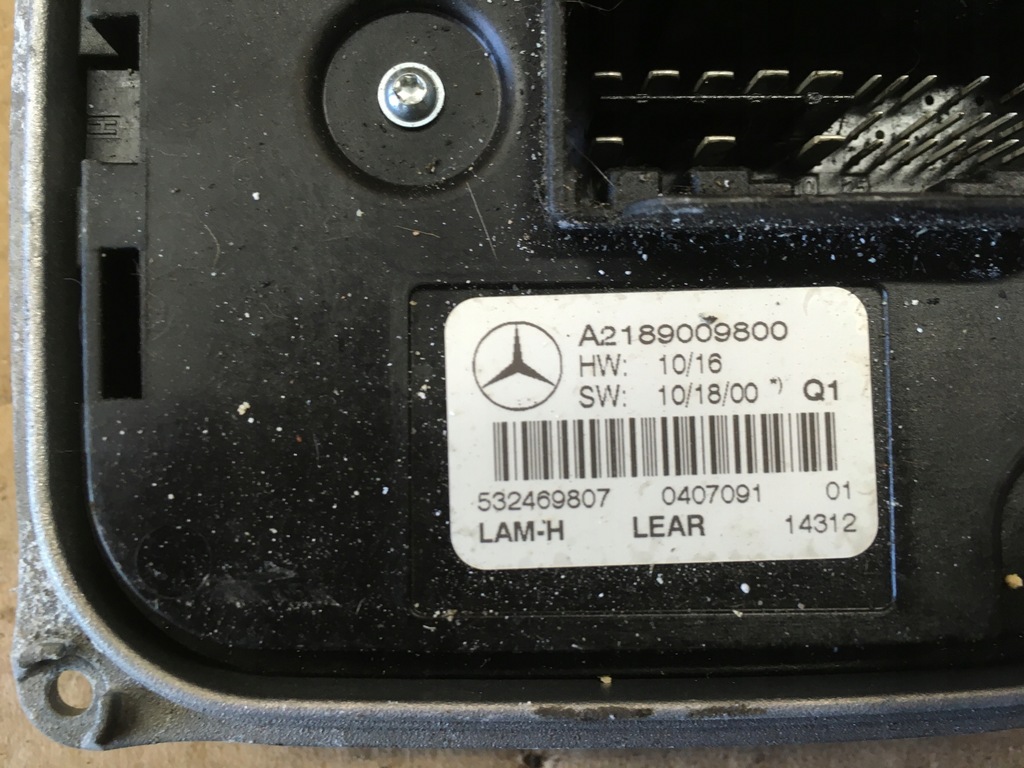 A2189009800
HW: 10/16
SW: 10/18/00 *) Q1
532469807 0407091 01
LAM-H LEAR 14312